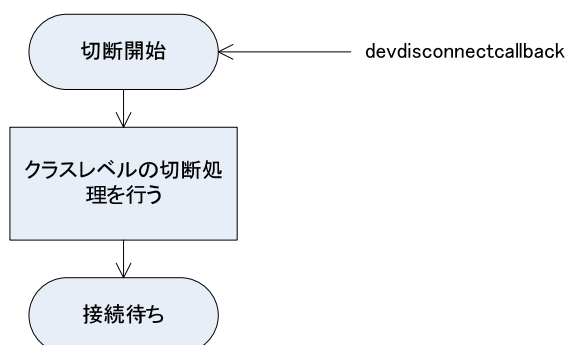 切断開始
devdisconnectcallback
クラスレベルの切断処
理を行う
接続待ち